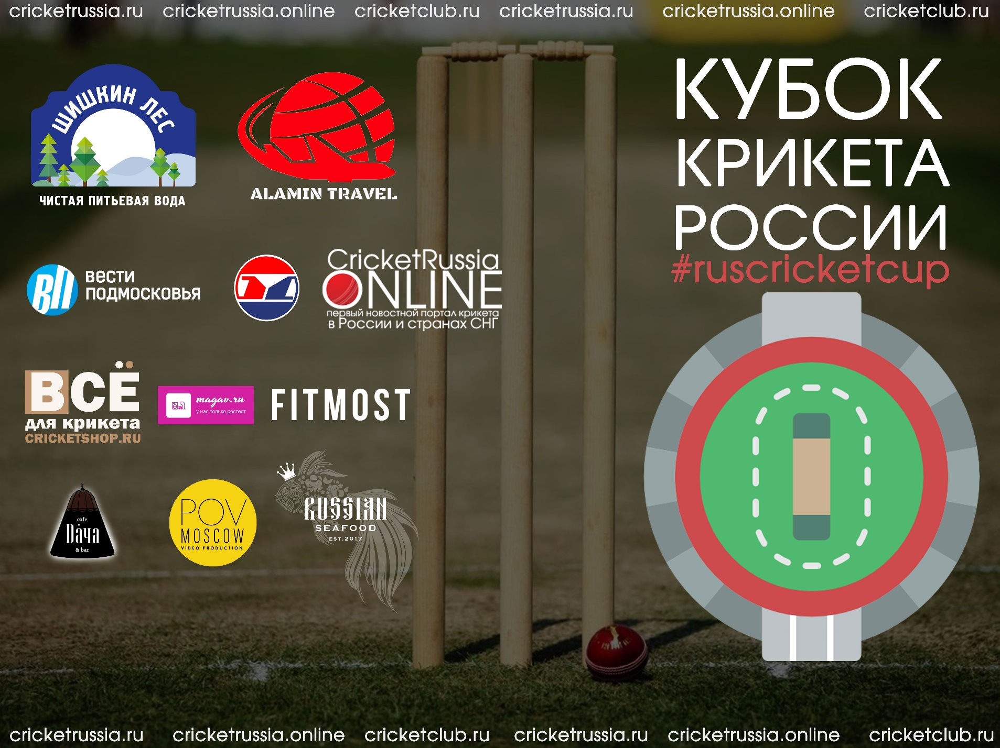 cricketrussia.ru cricketrussia.online cricketclub.ru cricketrussia.ru cricketrussia.online cricketclub.ru
ШИШКИН ЛЕС
ЧИСТАЯ ПИТЬЕВАЯ ВОДА
ALAMIN TRAVEL
КУБОК
КРИКЕТА
РОССИИ
#ruscricketcup
ВП
ВЕСТИ
ПОДМОСКОВЬЯ
CricketRussia
ONLINE
первый новостной портал крикета
в России и странах СНГ
ВСЁ
для крикета
CRICKETSHOP.RU
magav.ru
у нас только ростест
FITMOST
cafe
Dача
& bar
POV
MOSCOW
VIDEO PRODUCTION
RUSSIAN
SEAFOOD
EST.2017
cricketrussia.ru cricketrussia.online cricketclub.ru cricketrussia.ru cricketrussia.online cricketclub.ru